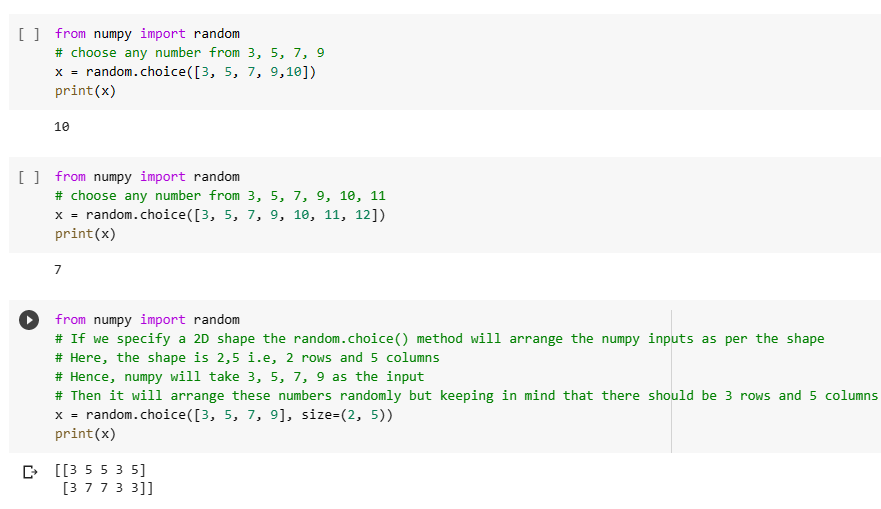 [ ] from numpy import random
# choose any number from 3, 5, 7, 9
x = random.choice([3, 5, 7, 9,10])
print(x)
10
[ ] from numpy import random
# choose any number from 3, 5, 7, 9, 10, 11
x = random.choice([3, 5, 7, 9, 10, 11, 12])
print(x)
7
from numpy import random
# If we specify a 2D shape the random.choice() method will arrange the numpy inputs as per the shape
# Here, the shape is 2,5 i.e, 2 rows and 5 columns
# Hence, numpy will take 3, 5, 7, 9 as the input
# Then it will arrange these numbers randomly but keeping in mind that there should be 3 rows and 5 columns
x = random.choice([3, 5, 7, 9], size=(2, 5))
print(x)
[[3 5 5 3 5]
[3 7 7 3 3]]